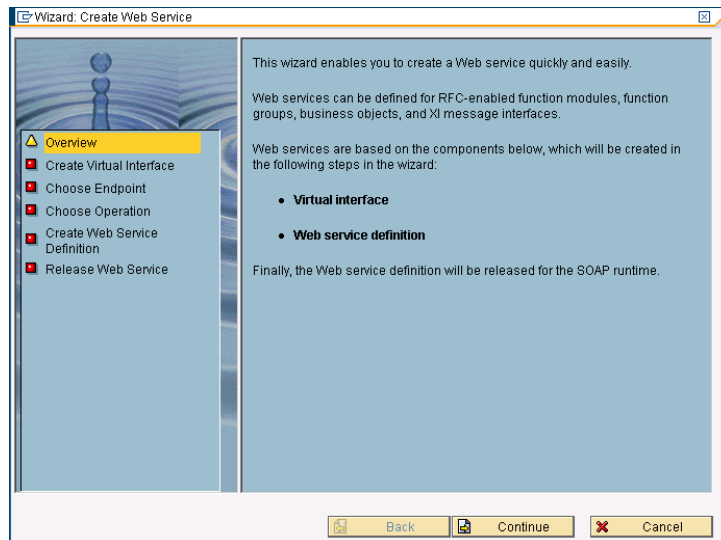 Wizard: Create Web Service
Overview
Create Virtual Interface
Choose Endpoint
Choose Operation
Create Web Service
Definition
Release Web Service
This wizard enables you to create a Web service quickly and easily.
Web services can be defined for RFC-enabled function modules, function
groups, business objects, and XI message interfaces.
Web services are based on the components below, which will be created in
the following steps in the wizard:
• Virtual interface
• Web service definition
Finally, the Web service definition will be released for the SOAP runtime.
Back
Continue
Cancel